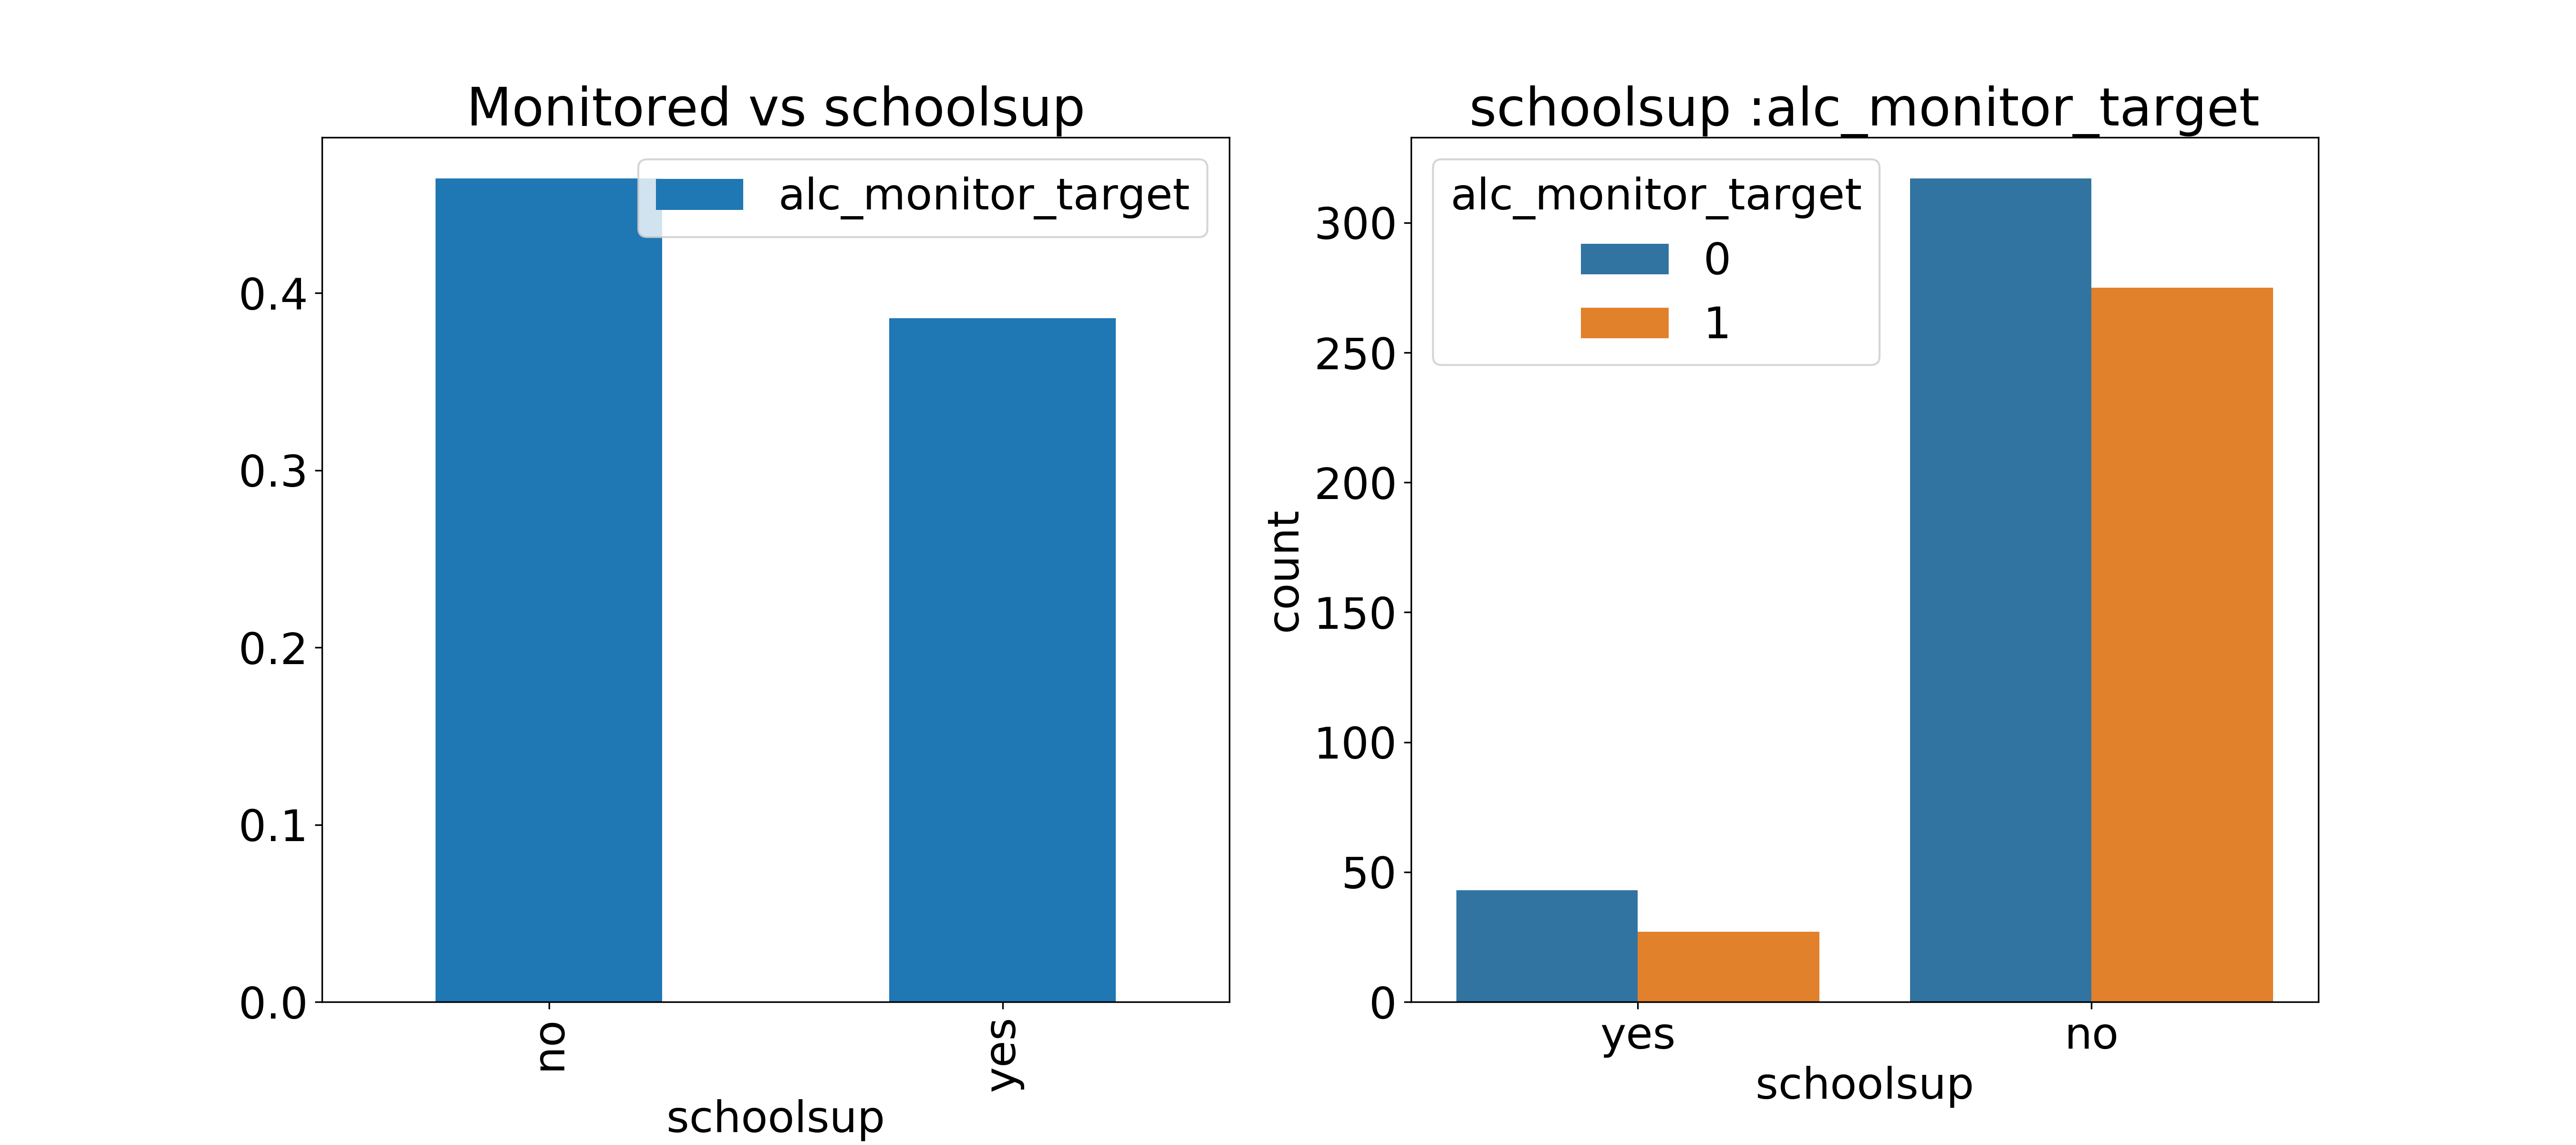 Monitored vs schoolsup
alc_monitor_target
0.4
0.3
0.2
0.1
0.0
no
yes
schoolsup
schoolsup :alc_monitor_target
alc_monitor_target
0
1
300
250
200
150
100
50
0
count
yes
no
schoolsup